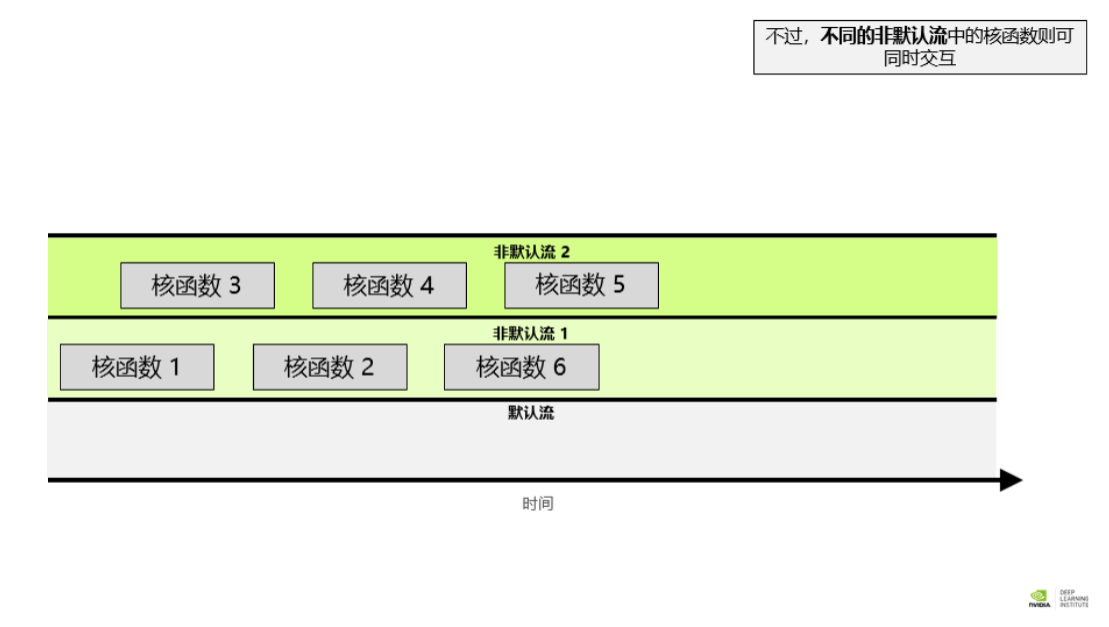 不过，不同的非默认流中的核函数则可
同时交互
非默认流 2
核函数 3
核函数 4
核函数 5
非默认流 1
核函数 1
核函数 2
核函数 6
默认流
时间
NVIDIA
DEEP
LEARNING
INSTITUTE